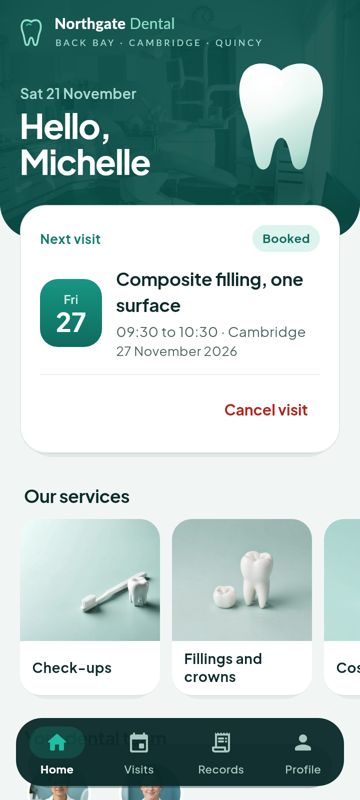 Northgate Dental
BACK BAY · CAMBRIDGE · QUINCY
Sat 21 November
Hello,
Michelle
Next visit
Booked
Fri
27
Composite filling, one
surface
09:30 to 10:30 · Cambridge
27 November 2026
Cancel visit
Our services
Check-ups
Fillings and
crowns
Cos
dental
Home
Visits
Records
Profile